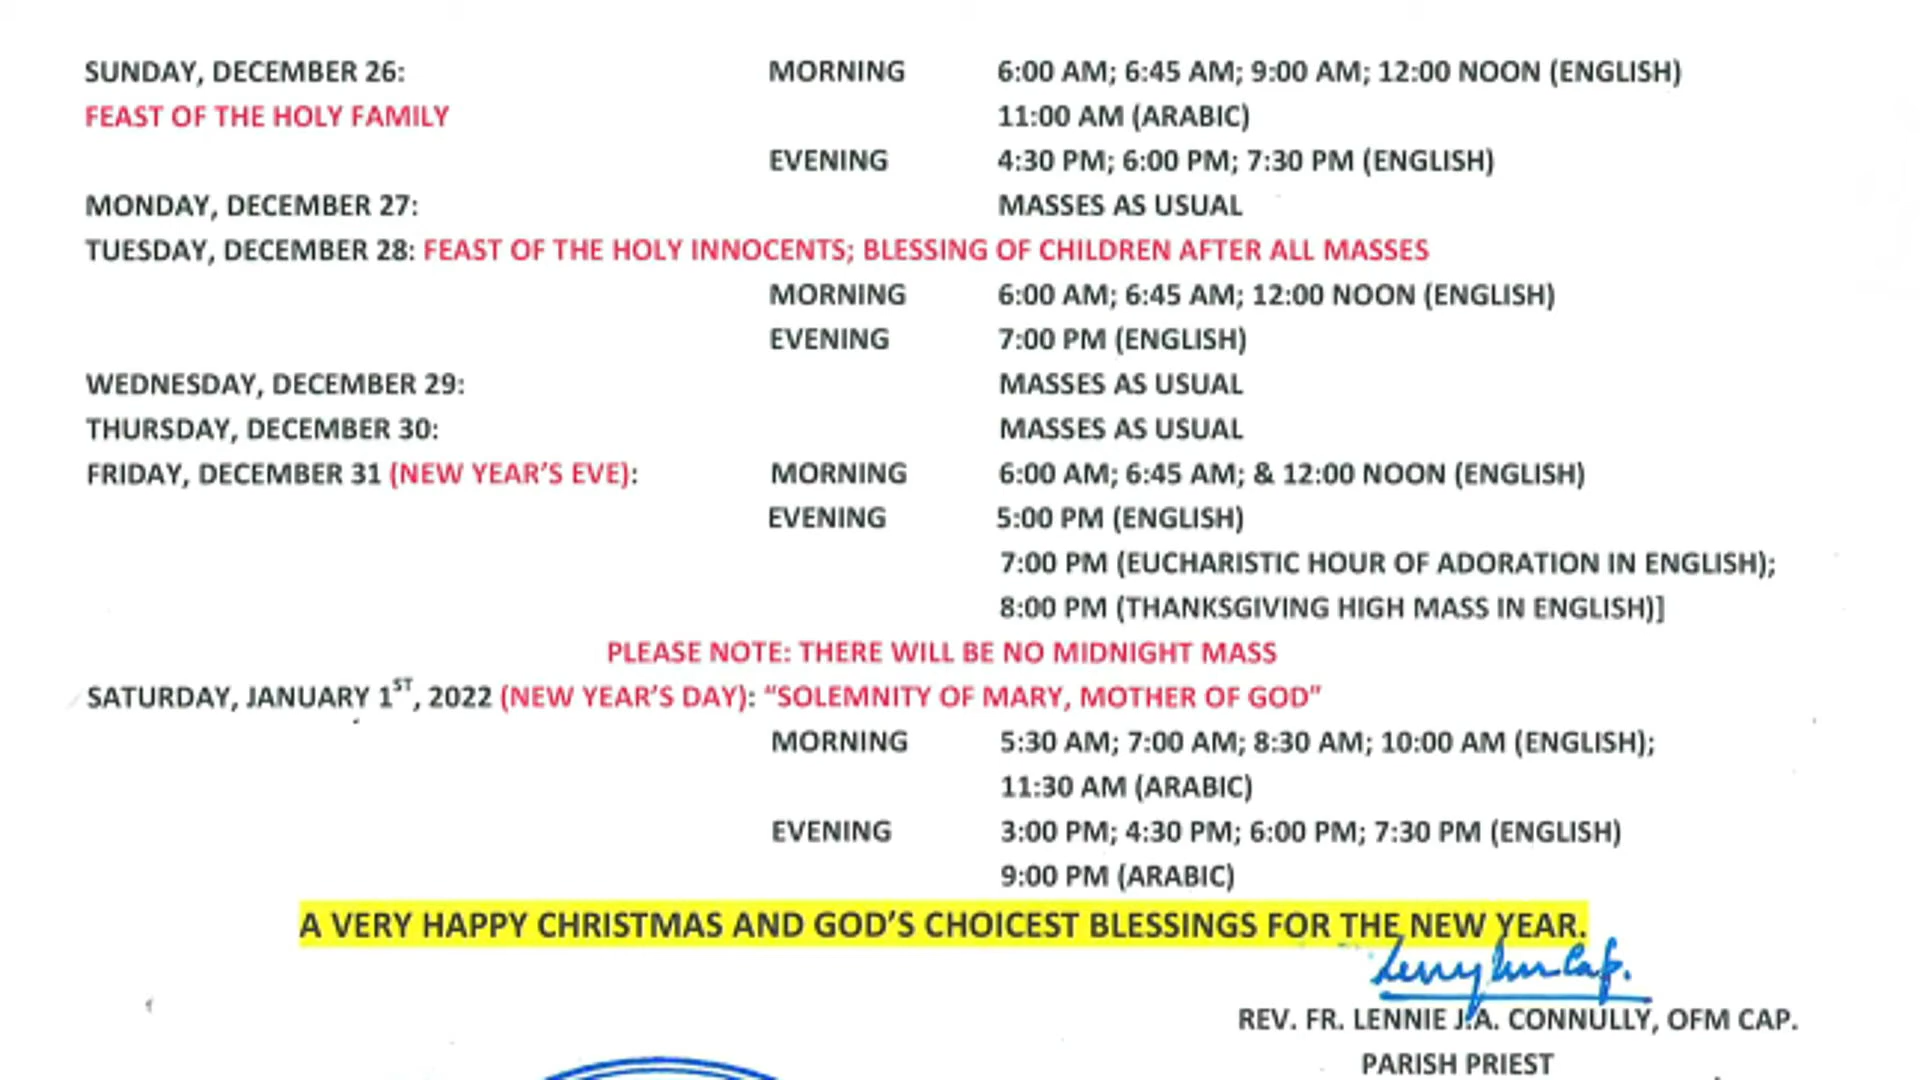 SUNDAY, DECEMBER 26: MORNING 6:00 AM; 6:45 AM; 9:00 AM; 12:00 NOON (ENGLISH)
FEAST OF THE HOLY FAMILY 11:00 AM (ARABIC)
EVENING 4:30 PM; 6:00 PM; 7:30 PM (ENGLISH)
MONDAY, DECEMBER 27: MASSES AS USUAL
TUESDAY, DECEMBER 28: FEAST OF THE HOLY INNOCENTS; BLESSING OF CHILDREN AFTER ALL MASSES
MORNING 6:00 AM; 6:45 AM; 12:00 NOON (ENGLISH)
EVENING 7:00 PM (ENGLISH)
WEDNESDAY, DECEMBER 29: MASSES AS USUAL
THURSDAY, DECEMBER 30: MASSES AS USUAL
FRIDAY, DECEMBER 31 (NEW YEAR'S EVE): MORNING 6:00 AM; 6:45 AM; & 12:00 NOON (ENGLISH)
EVENING 5:00 PM (ENGLISH)
7:00 PM (EUCHARISTIC HOUR OF ADORATION IN ENGLISH);
8:00 PM (THANKSGIVING HIGH MASS IN ENGLISH)]
PLEASE NOTE: THERE WILL BE NO MIDNIGHT MASS
SATURDAY, JANUARY 1ST, 2022 (NEW YEAR'S DAY): "SOLEMNITY OF MARY, MOTHER OF GOD"
MORNING 5:30 AM; 7:00 AM; 8:30 AM; 10:00 AM (ENGLISH);
11:30 AM (ARABIC)
EVENING 3:00 PM; 4:30 PM; 6:00 PM; 7:30 PM (ENGLISH)
9:00 PM (ARABIC)
A VERY HAPPY CHRISTMAS AND GOD'S CHOICEST BLESSINGS FOR THE NEW YEAR.
REV. FR. LENNIE J.A. CONNULLY, OFM CAP.
PARISH PRIEST